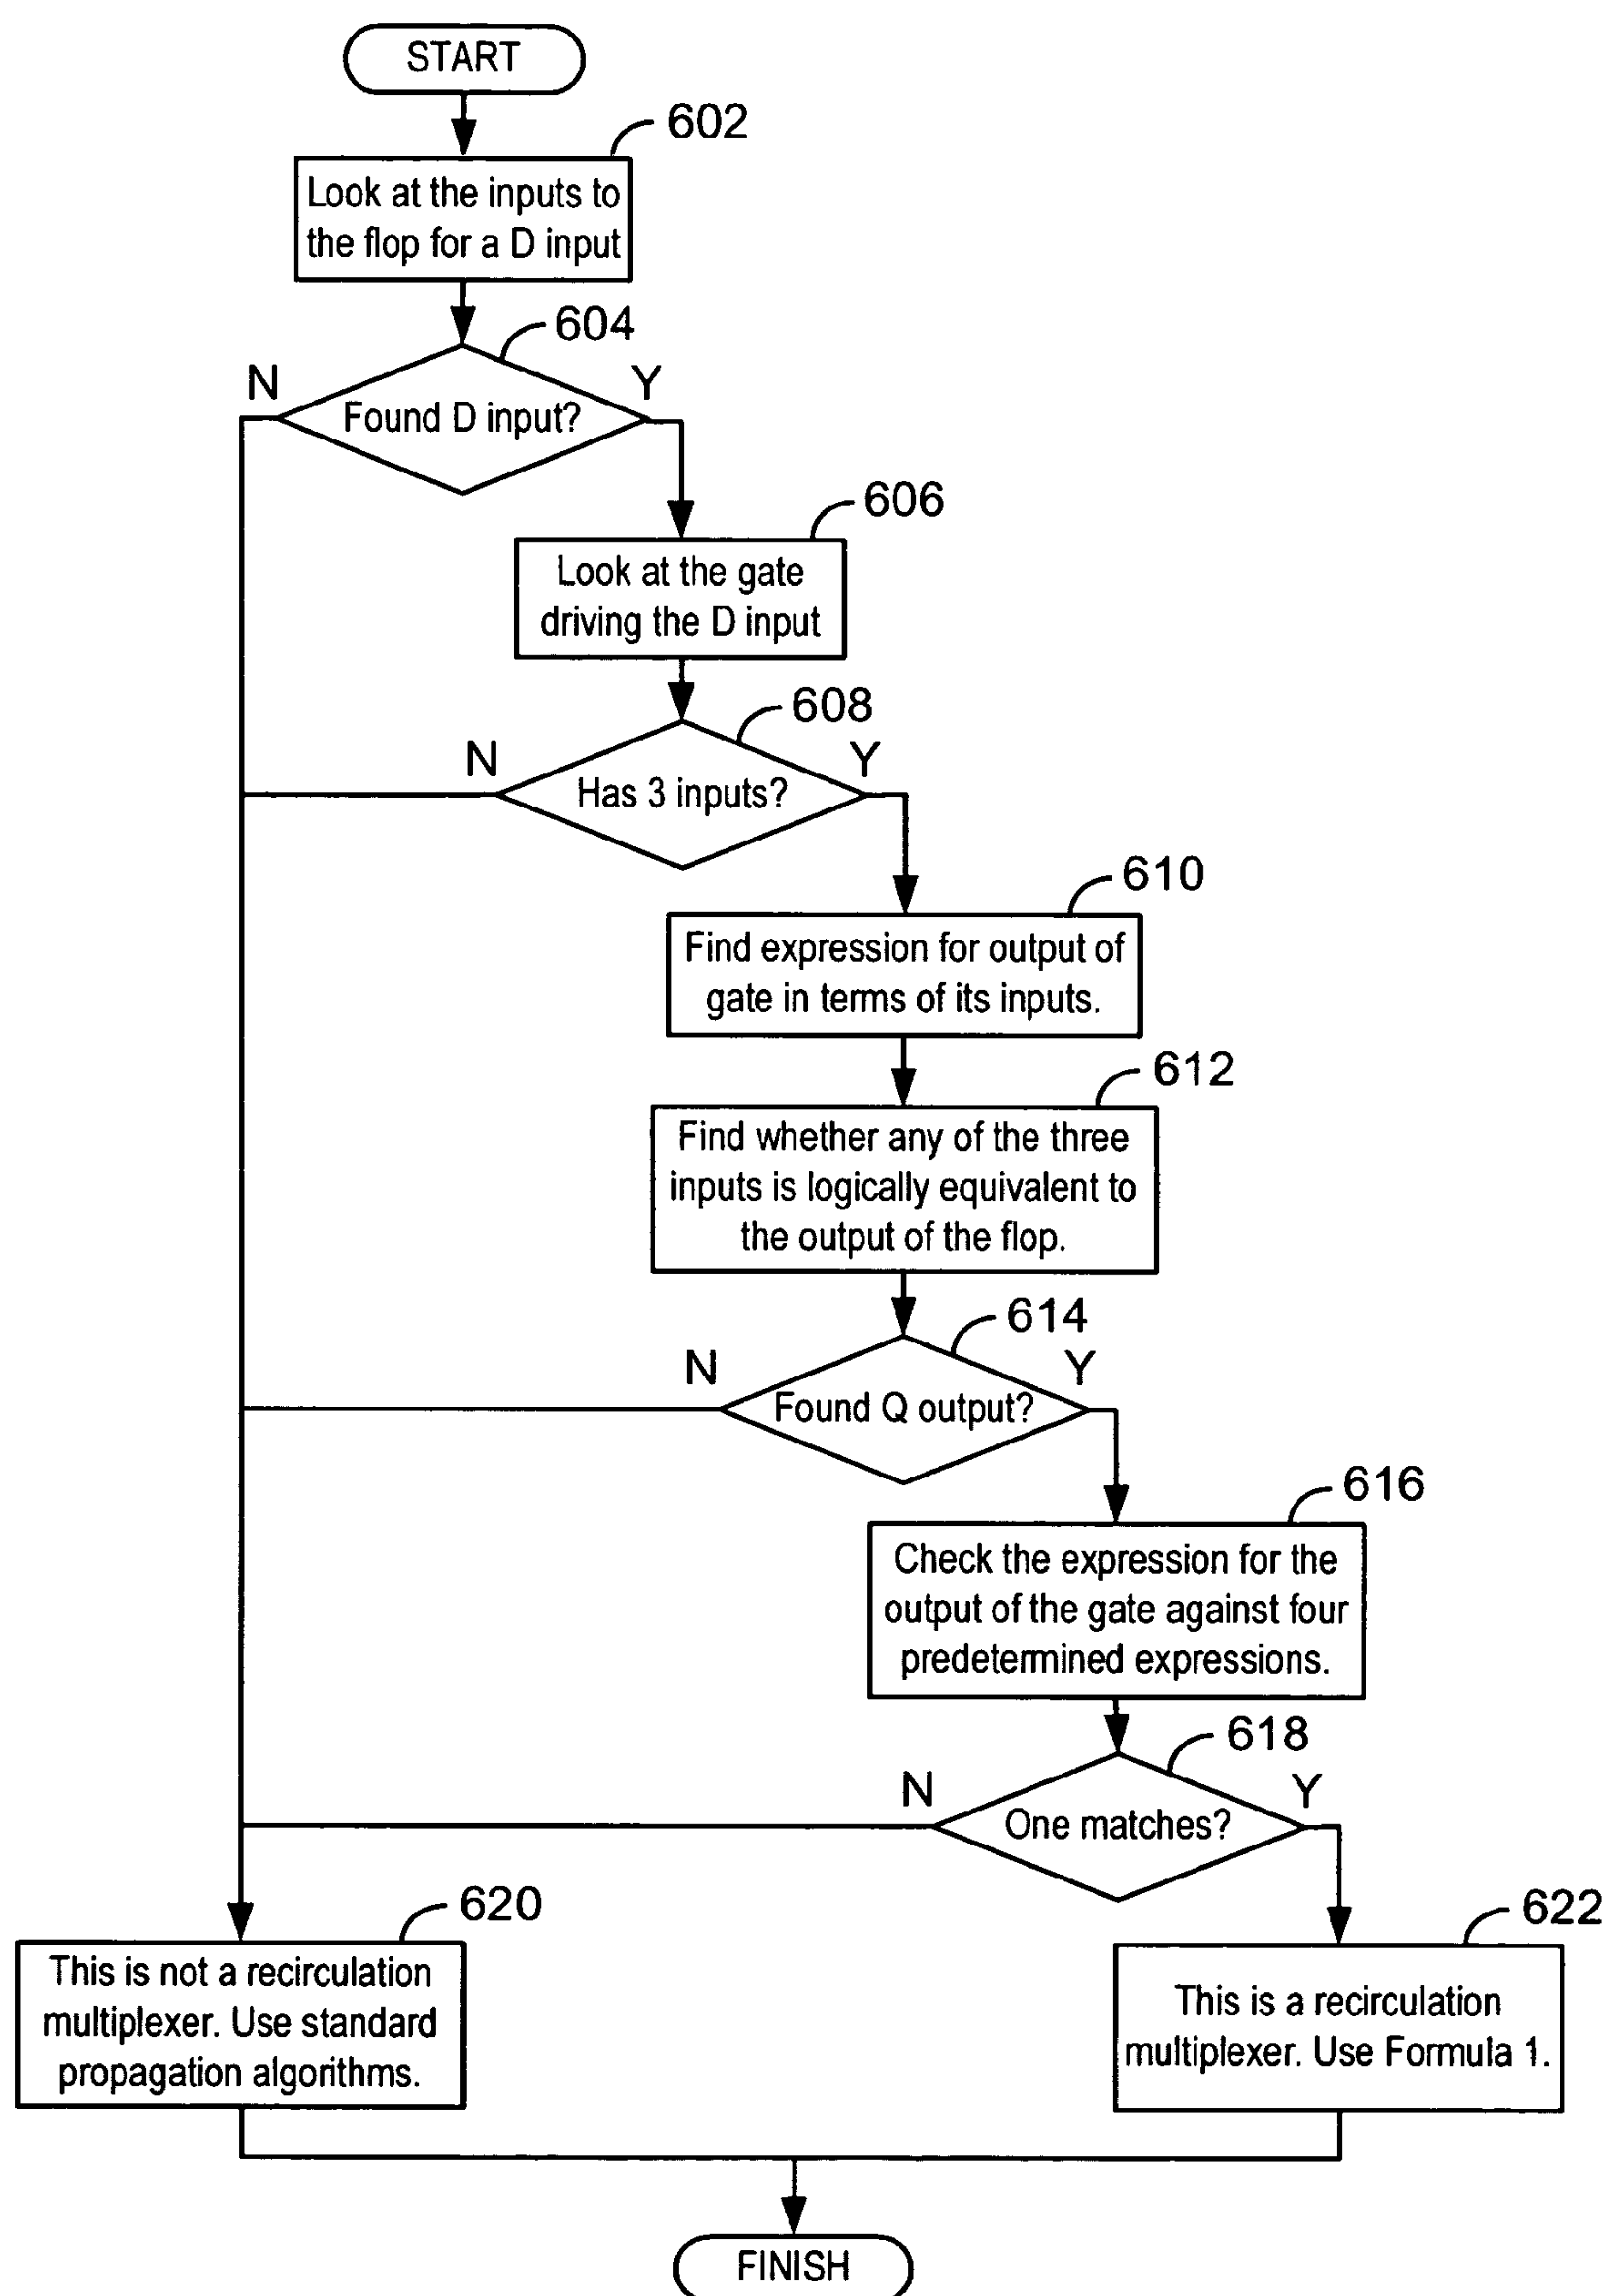 START
602
Look at the inputs to
the flop for a D input
604
N
Y
Found D input?
606
Look at the gate
driving the D input
608
N
Y
Has 3 inputs?
610
Find expression for output of
gate in terms of its inputs.
612
Find whether any of the three
inputs is logically equivalent to
the output of the flop.
614
N
Y
Found Q output?
616
Check the expression for the
output of the gate against four
predetermined expressions.
618
N
Y
One matches?
620
This is not a recirculation
multiplexer. Use standard
propagation algorithms.
622
This is a recirculation
multiplexer. Use Formula 1.
FINISH